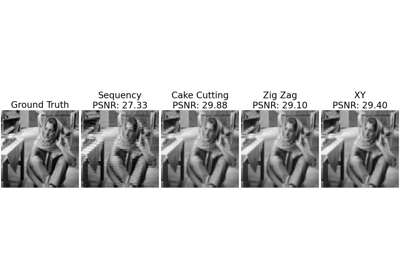 Ground Truth
Sequency
PSNR: 27.33
Cake Cutting
PSNR: 29.88
Zig Zag
PSNR: 29.10
XY
PSNR: 29.40